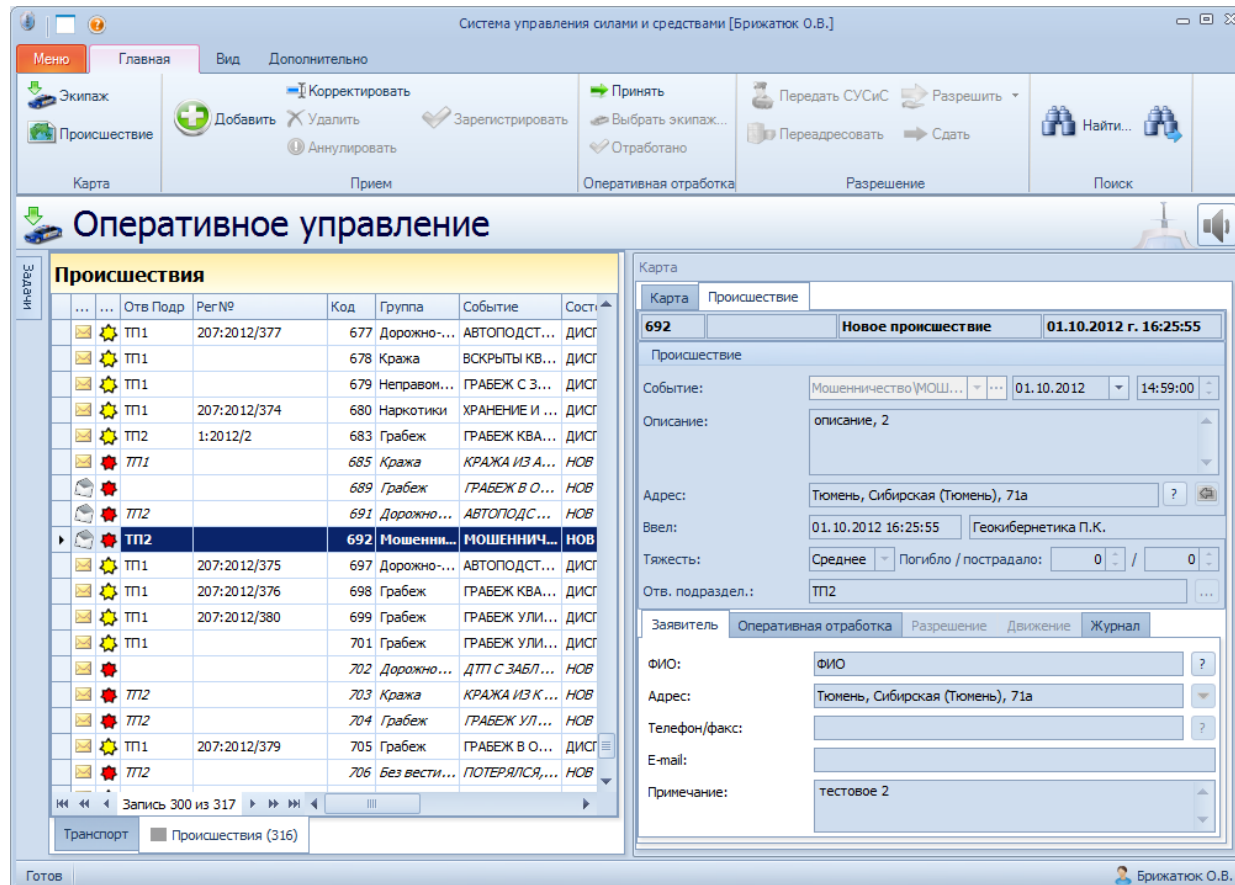 Система управления силами и средствами [Брижатюк О.В.]
Меню Главная Вид Дополнительно
Экипаж
Происшествие
Карта
Добавить
Корректировать
Удалить
Аннулировать
Зарегистрировать
Прием
Принять
Выбрать экипаж...
Отработано
Оперативная отработка
Передать СУСиС
Разрешить
Переадресовать
Сдать
Разрешение
Найти...
Поиск
Оперативное управление
Задачи
Происшествия
... ... Отв Подр Рег№ Код Группа Событие Сост
ТП1 207:2012/377 677 Дорожно-... АВТОПОДСТ... ДИСП
ТП1 678 Кража ВСКРЫТЫ КВ... ДИСП
ТП1 679 Неправом... ГРАБЕЖ С З... ДИСП
ТП1 207:2012/374 680 Наркотики ХРАНЕНИЕ И ... ДИСП
ТП2 1:2012/2 683 Грабеж ГРАБЕЖ КВА... ДИСП
ТП1 685 Кража КРАЖА ИЗ А... НОВ
689 Грабеж ГРАБЕЖ В О... НОВ
ТП2 691 Дорожно... АВТОПОДС... НОВ
ТП2 692 Мошенни... МОШЕННИЧ... НОВ
ТП1 207:2012/375 697 Дорожно-... АВТОПОДСТ... ДИСП
ТП1 207:2012/376 698 Грабеж ГРАБЕЖ КВА... ДИСП
ТП1 207:2012/380 699 Грабеж ГРАБЕЖ УЛИ... ДИСП
ТП1 701 Грабеж ГРАБЕЖ УЛИ... ДИСП
702 Дорожно... ДТП С ЗАБЛ... НОВ
ТП2 703 Кража КРАЖА ИЗ К... НОВ
ТП2 704 Грабеж ГРАБЕЖ УЛ... НОВ
ТП1 207:2012/379 705 Грабеж ГРАБЕЖ В О... ДИСП
ТП2 706 Без вести... ПОТЕРЯЛСЯ,... НОВ
Запись 300 из 317
Транспорт Происшествия (316)
Карта
Карта Происшествие
692 Новое происшествие 01.10.2012 г. 16:25:55
Происшествие
Событие: Мошенничество\МОШ... ... 01.10.2012 14:59:00
Описание: описание, 2
Адрес: Тюмень, Сибирская (Тюмень), 71а ?
Ввел: 01.10.2012 16:25:55 Геокибернетика П.К.
Тяжесть: Среднее Погибло / пострадало: 0 / 0
Отв. подраздел.: ТП2 ...
Заявитель Оперативная отработка Разрешение Движение Журнал
ФИО: ФИО ?
Адрес: Тюмень, Сибирская (Тюмень), 71а
Телефон/факс: ?
E-mail:
Примечание: тестовое 2
Готов Брижатюк О.В.